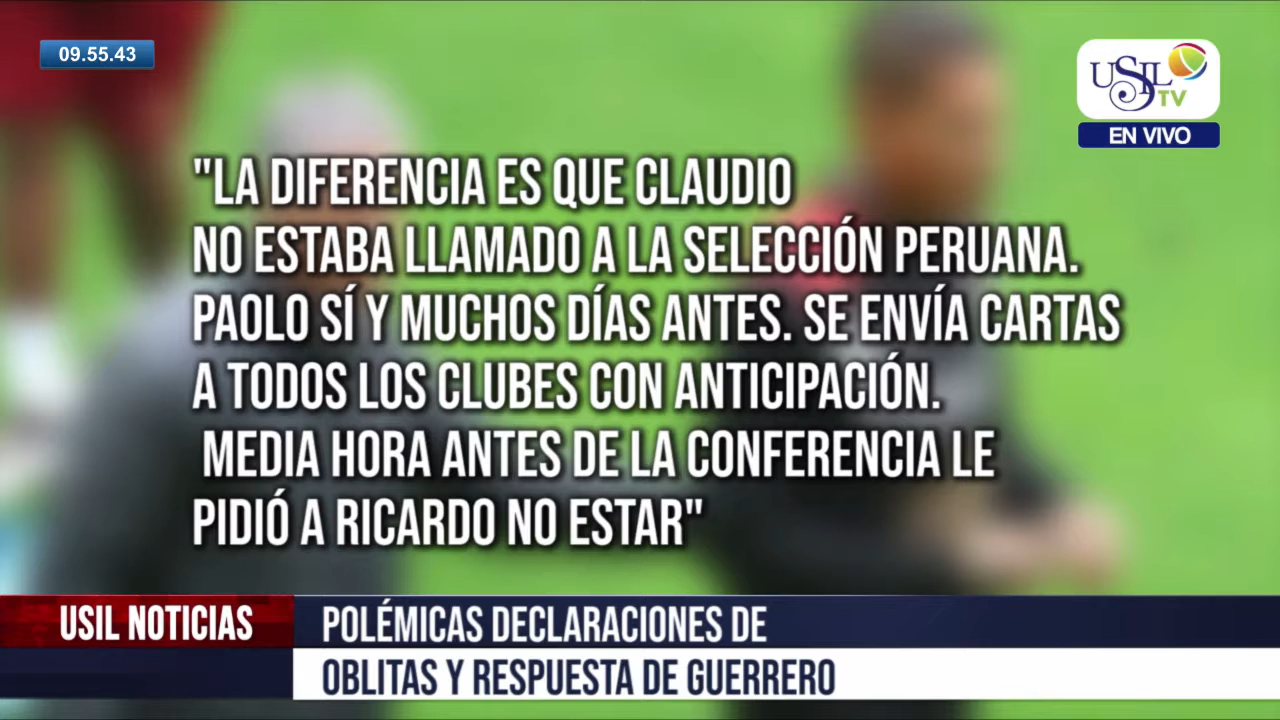 09.55.43
USIL
TV
EN VIVO
"LA DIFERENCIA ES QUE CLAUDIO
NO ESTABA LLAMADO A LA SELECCIÓN PERUANA.
PAOLO SÍ Y MUCHOS DÍAS ANTES. SE ENVÍA CARTAS
A TODOS LOS CLUBES CON ANTICIPACIÓN.
MEDIA HORA ANTES DE LA CONFERENCIA LE
PIDIÓ A RICARDO NO ESTAR"
USIL NOTICIAS
POLÉMICAS DECLARACIONES DE
OBLITAS Y RESPUESTA DE GUERRERO